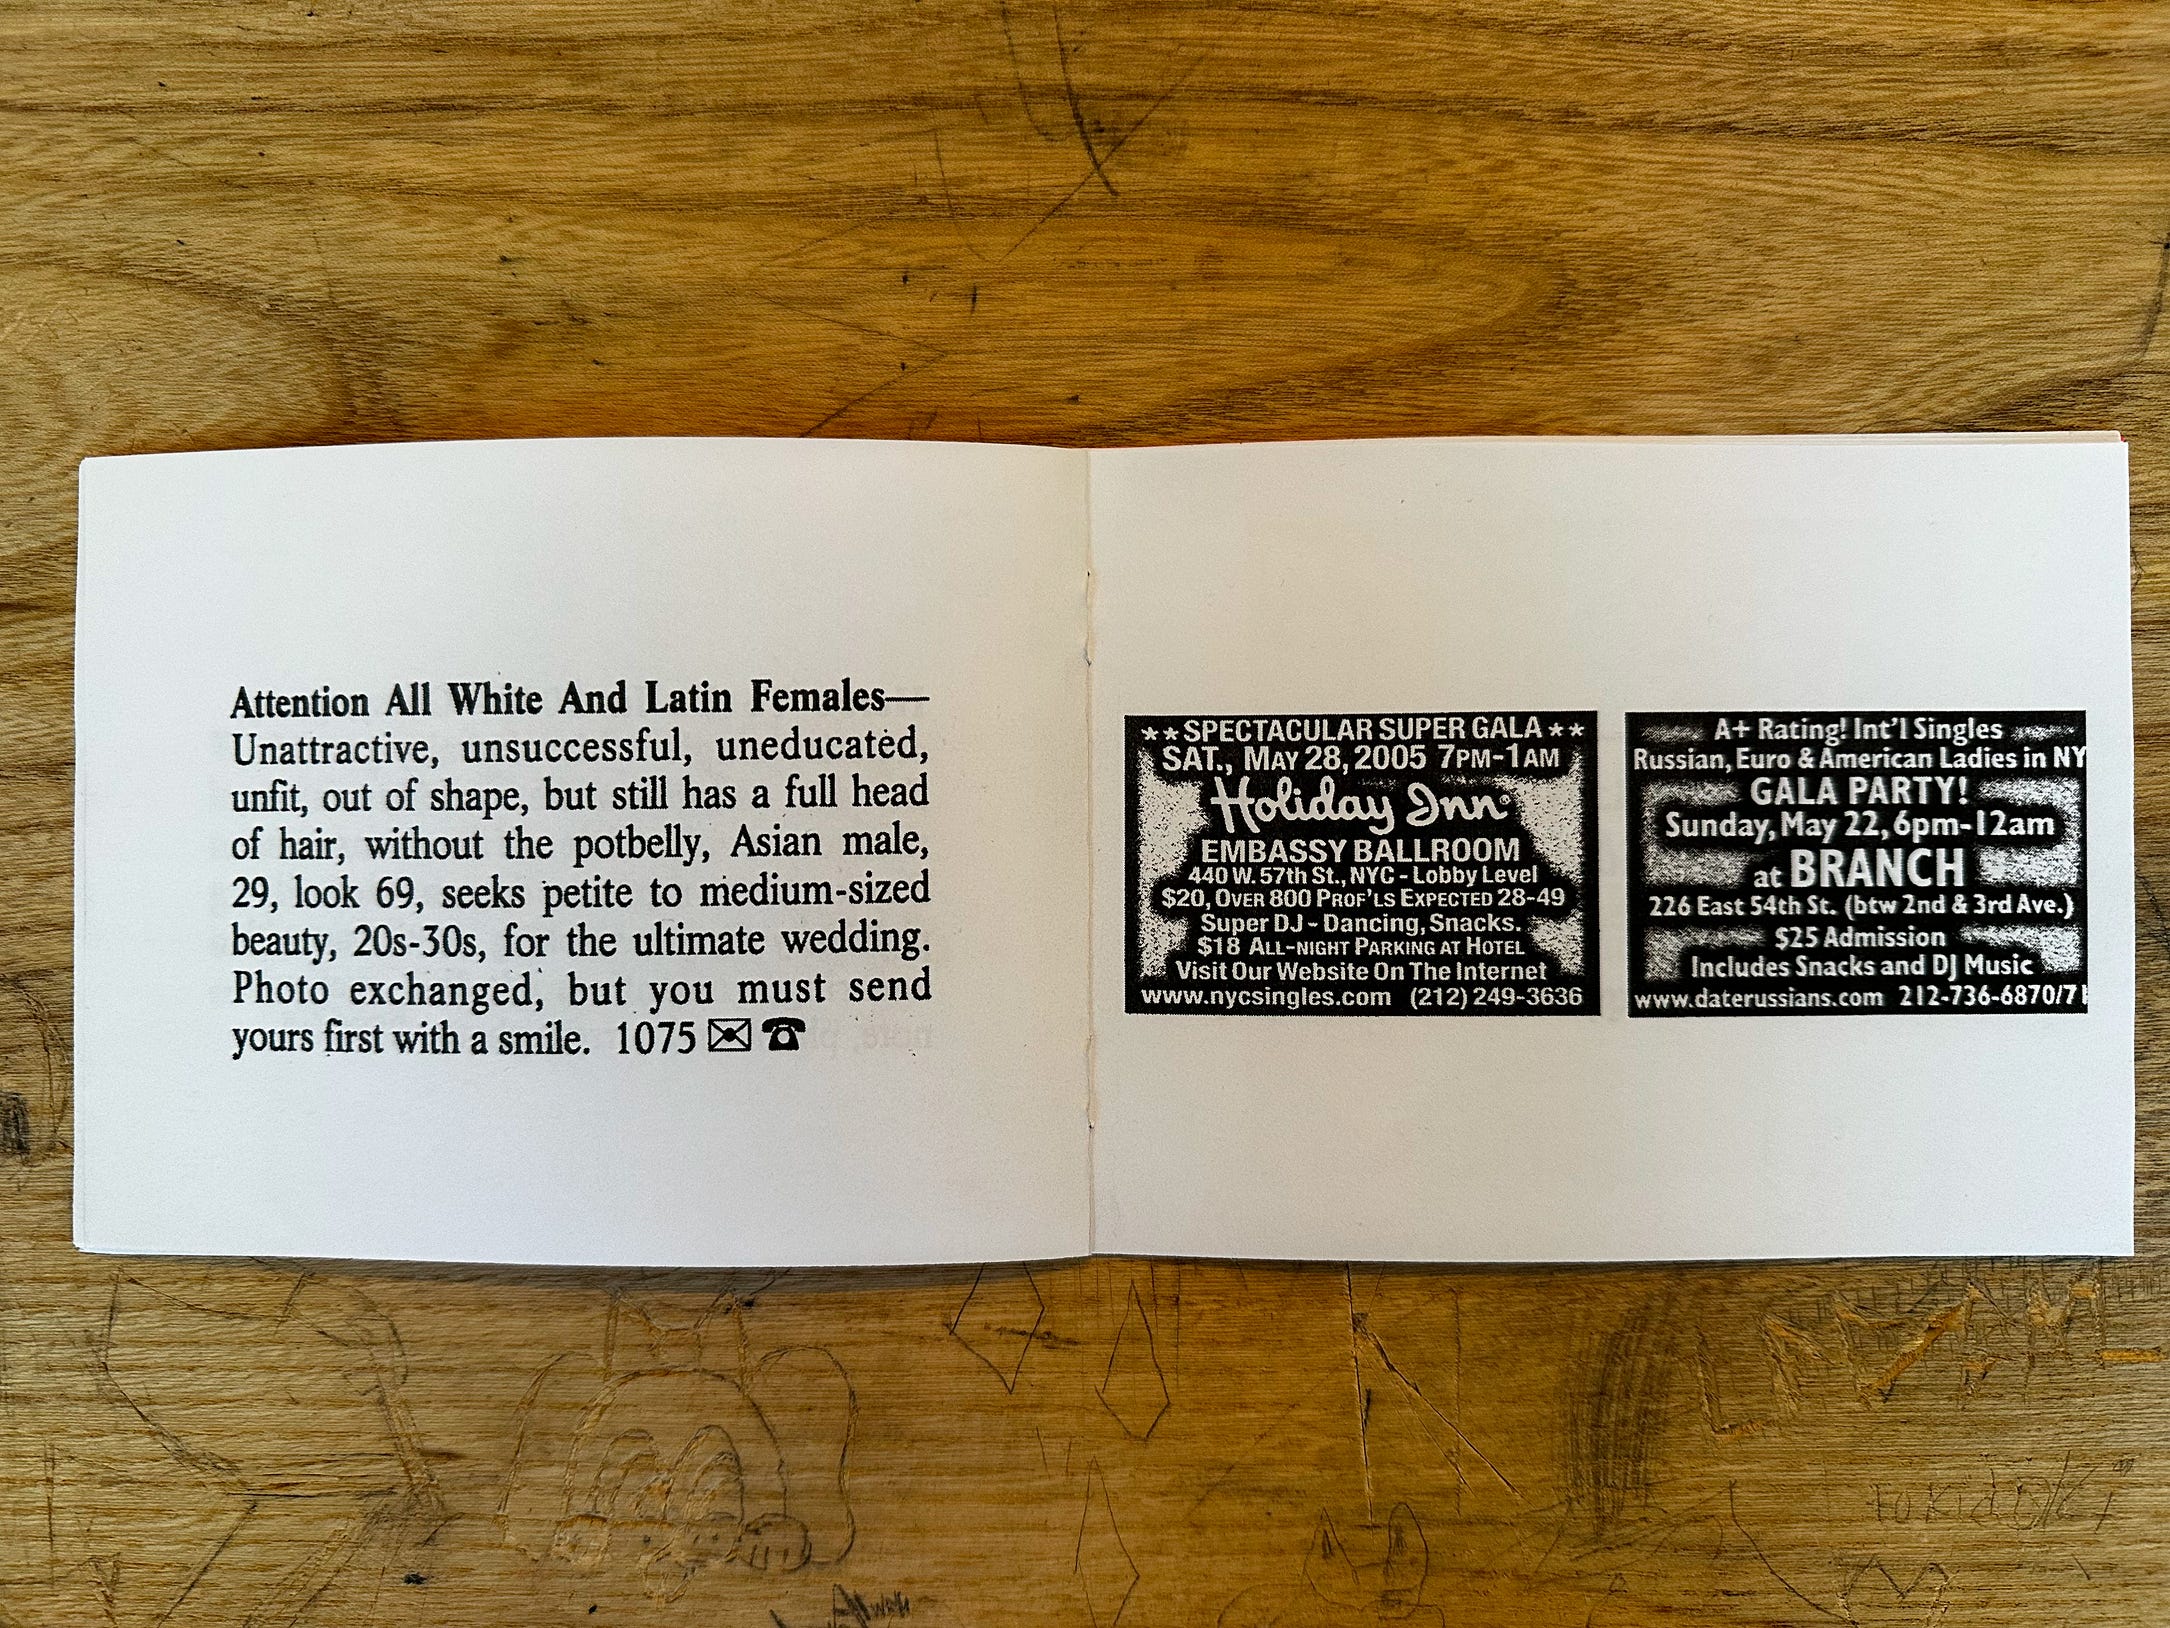 Attention All White And Latin Females—
Unattractive, unsuccessful, uneducated,
unfit, out of shape, but still has a full head
of hair, without the potbelly, Asian male,
29, look 69, seeks petite to medium-sized
beauty, 20s-30s, for the ultimate wedding.
Photo exchanged, but you must send
yours first with a smile. 1075
★★SPECTACULAR SUPER GALA★★
SAT., MAY 28, 2005 7PM-1AM
Holiday Inn®
EMBASSY BALLROOM
440 W. 57th St., NYC - Lobby Level
$20, OVER 800 PROF'LS EXPECTED 28-49
Super DJ ~ Dancing, Snacks.
$18 ALL-NIGHT PARKING AT HOTEL
Visit Our Website On The Internet
www.nycsingles.com (212) 249-3636
A+ Rating! Int'l Singles
Russian, Euro & American Ladies in NY
GALA PARTY!
Sunday, May 22, 6pm-12am
at BRANCH
226 East 54th St. (btw 2nd & 3rd Ave.)
$25 Admission
Includes Snacks and DJ Music
www.daterussians.com 212-736-6870/71